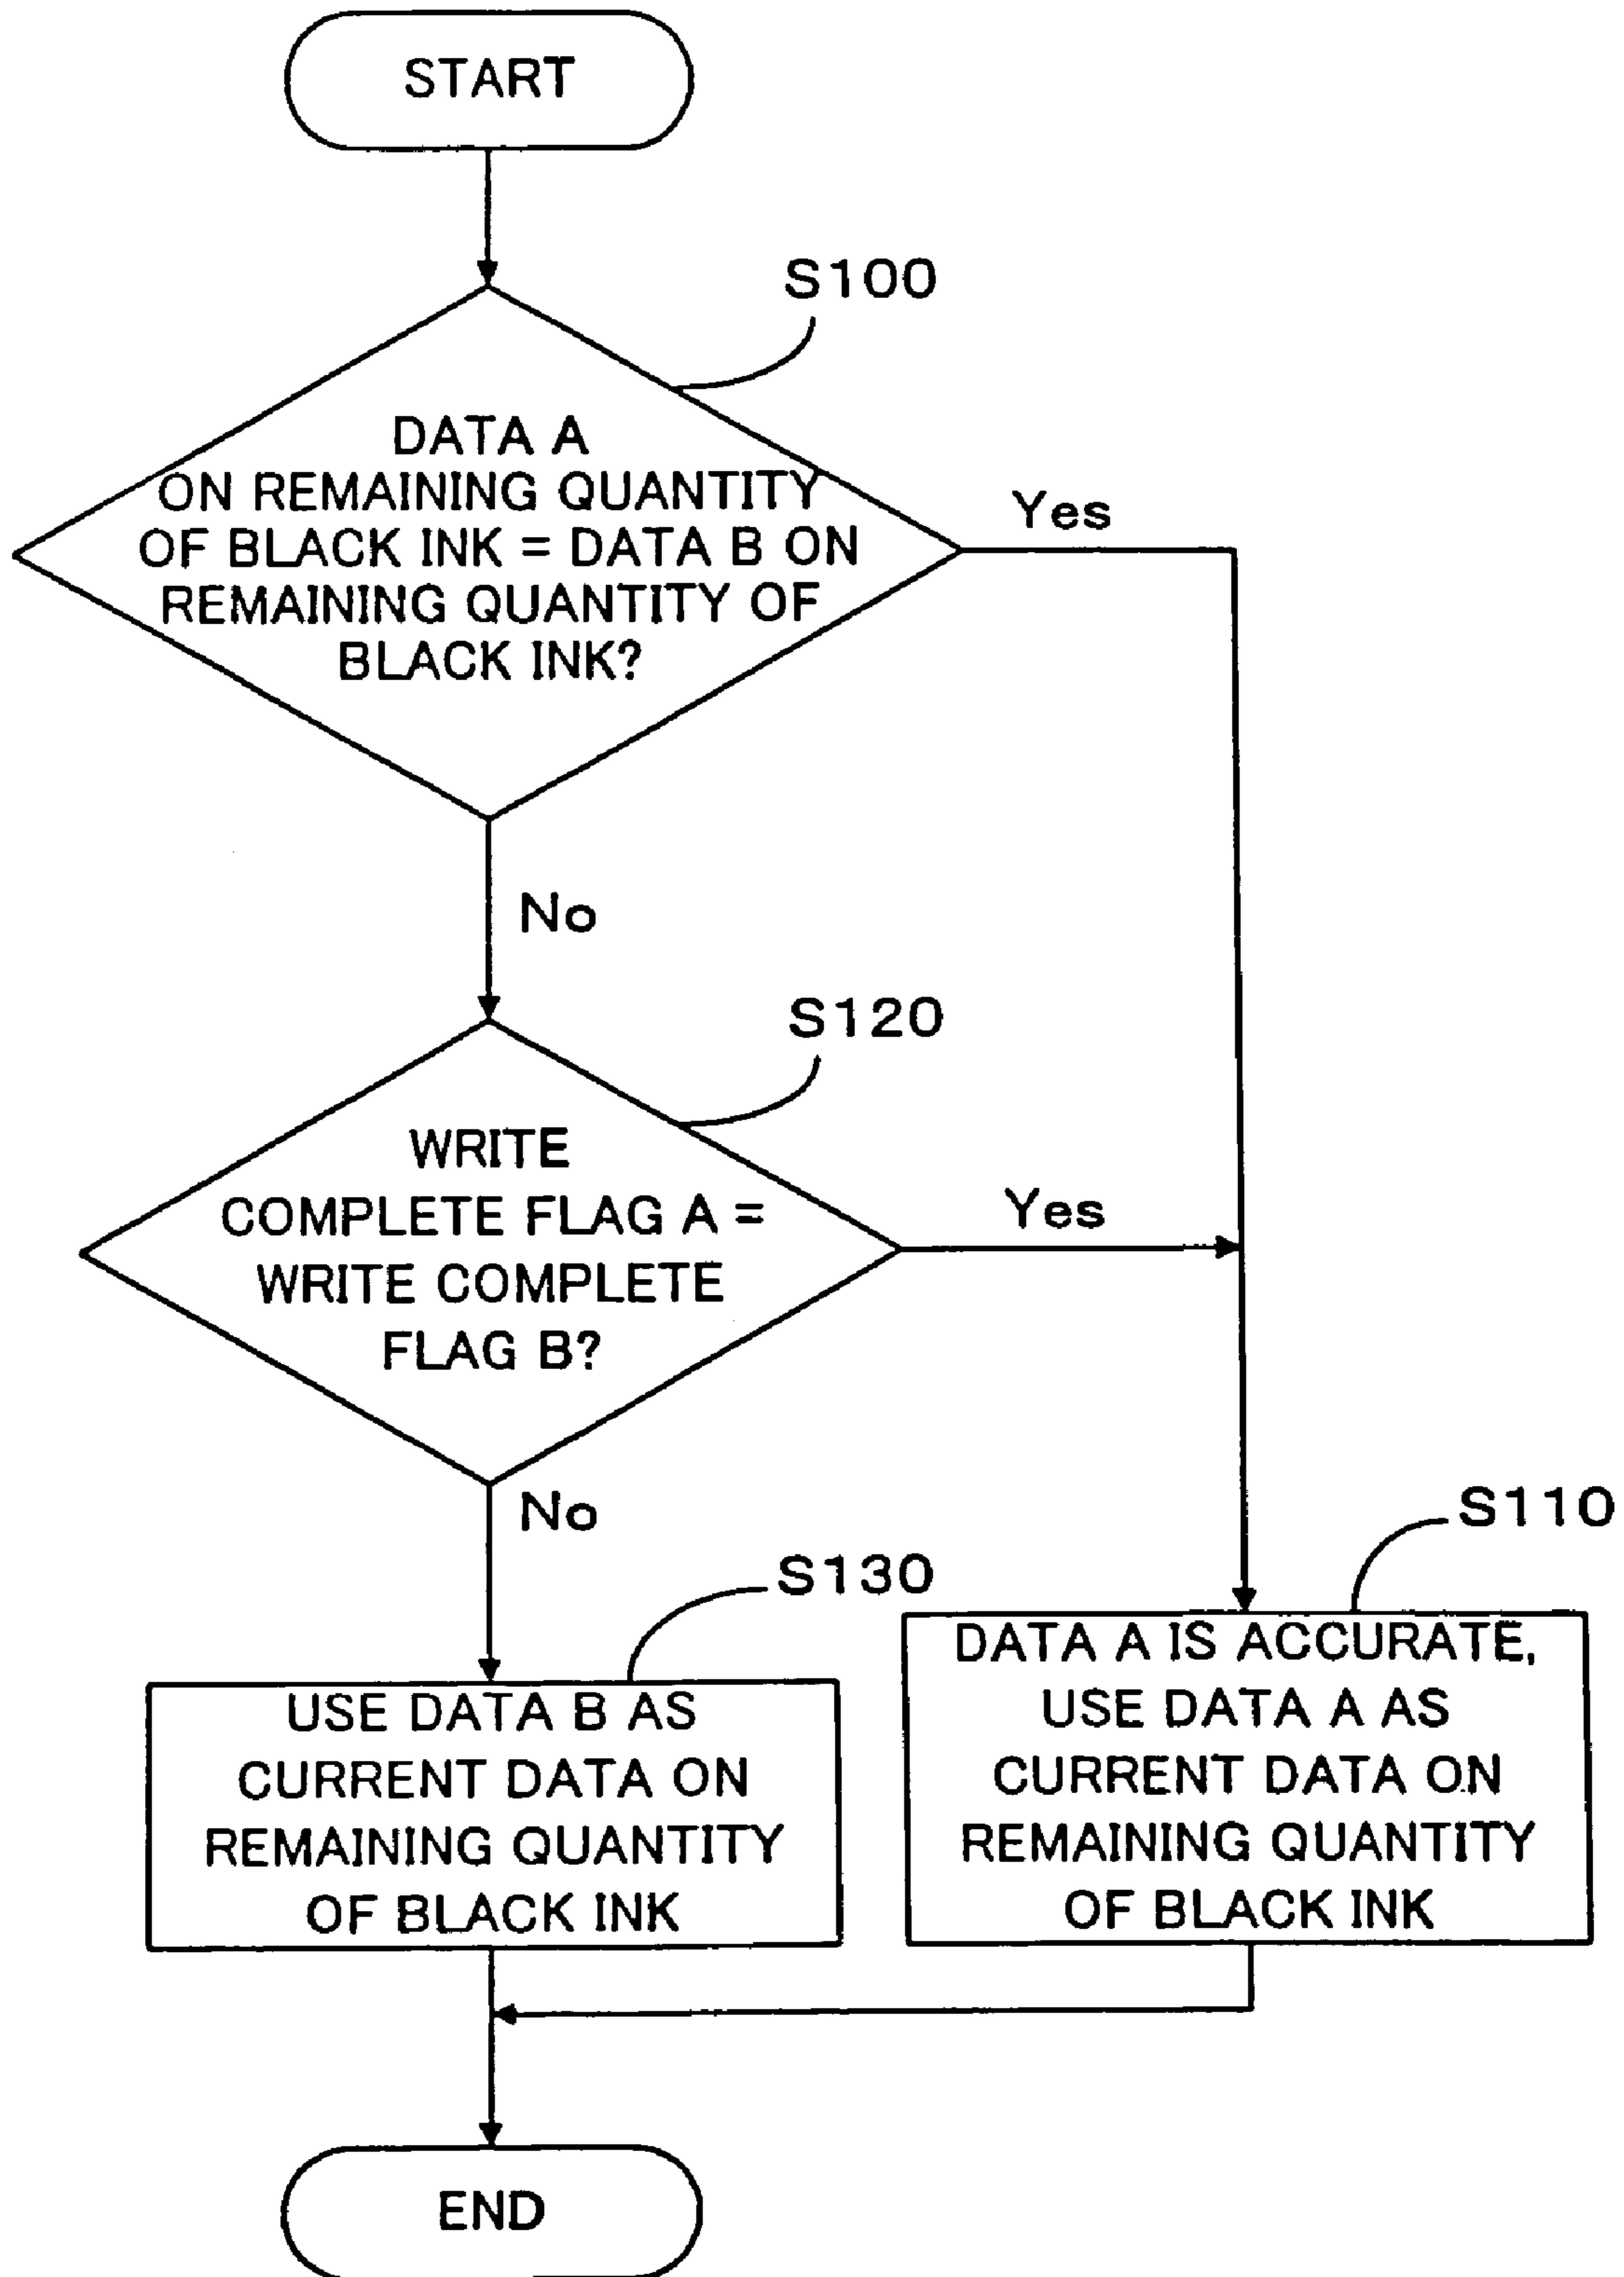 START
S100
DATA A
ON REMAINING QUANTITY
OF BLACK INK = DATA B ON
REMAINING QUANTITY OF
BLACK INK?
Yes
No
S120
WRITE
COMPLETE FLAG A =
WRITE COMPLETE
FLAG B?
Yes
No
S130
USE DATA B AS
CURRENT DATA ON
REMAINING QUANTITY
OF BLACK INK
S110
DATA A IS ACCURATE,
USE DATA A AS
CURRENT DATA ON
REMAINING QUANTITY
OF BLACK INK
END